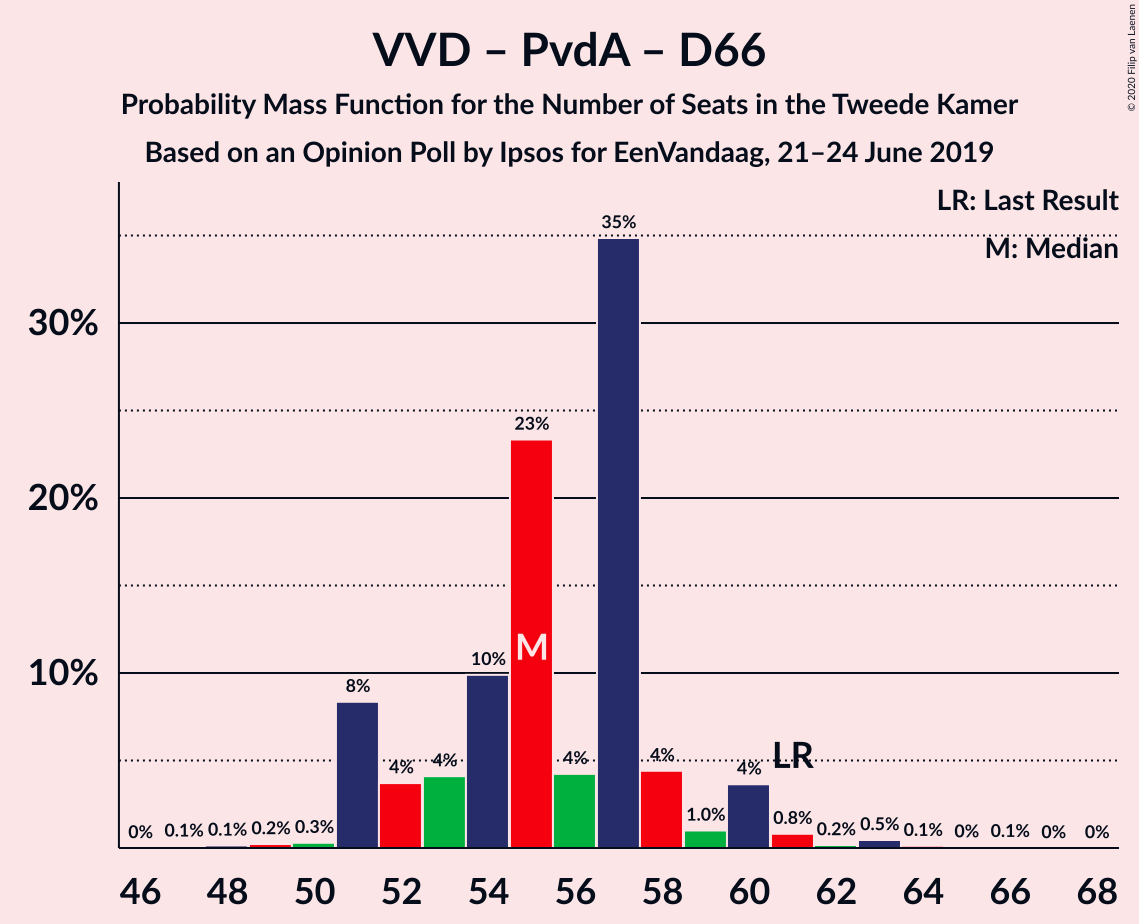 VVD – PvdA – D66
Probability Mass Function for the Number of Seats in the Tweede Kamer
Based on an Opinion Poll by Ipsos for EenVandaag, 21–24 June 2019
© 2020 Filip van Laenen
LR: Last Result
M: Median
35%
30%
23%
20%
M
10%
10%
8%
4%
4%
4%
4%
4%
LR
0%
0.1%
0.1%
0.2%
0.3%
1.0%
0.8%
0.2%
0.5%
0.1%
0%
0.1%
0%
0%
46 48 50 52 54 56 58 60 62 64 66 68